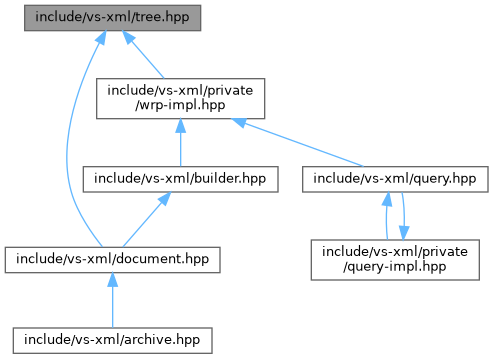 include/vs-xml/tree.hpp
include/vs-xml/private
/wrp-impl.hpp
include/vs-xml/builder.hpp
include/vs-xml/query.hpp
include/vs-xml/document.hpp
include/vs-xml/private
/query-impl.hpp
include/vs-xml/archive.hpp